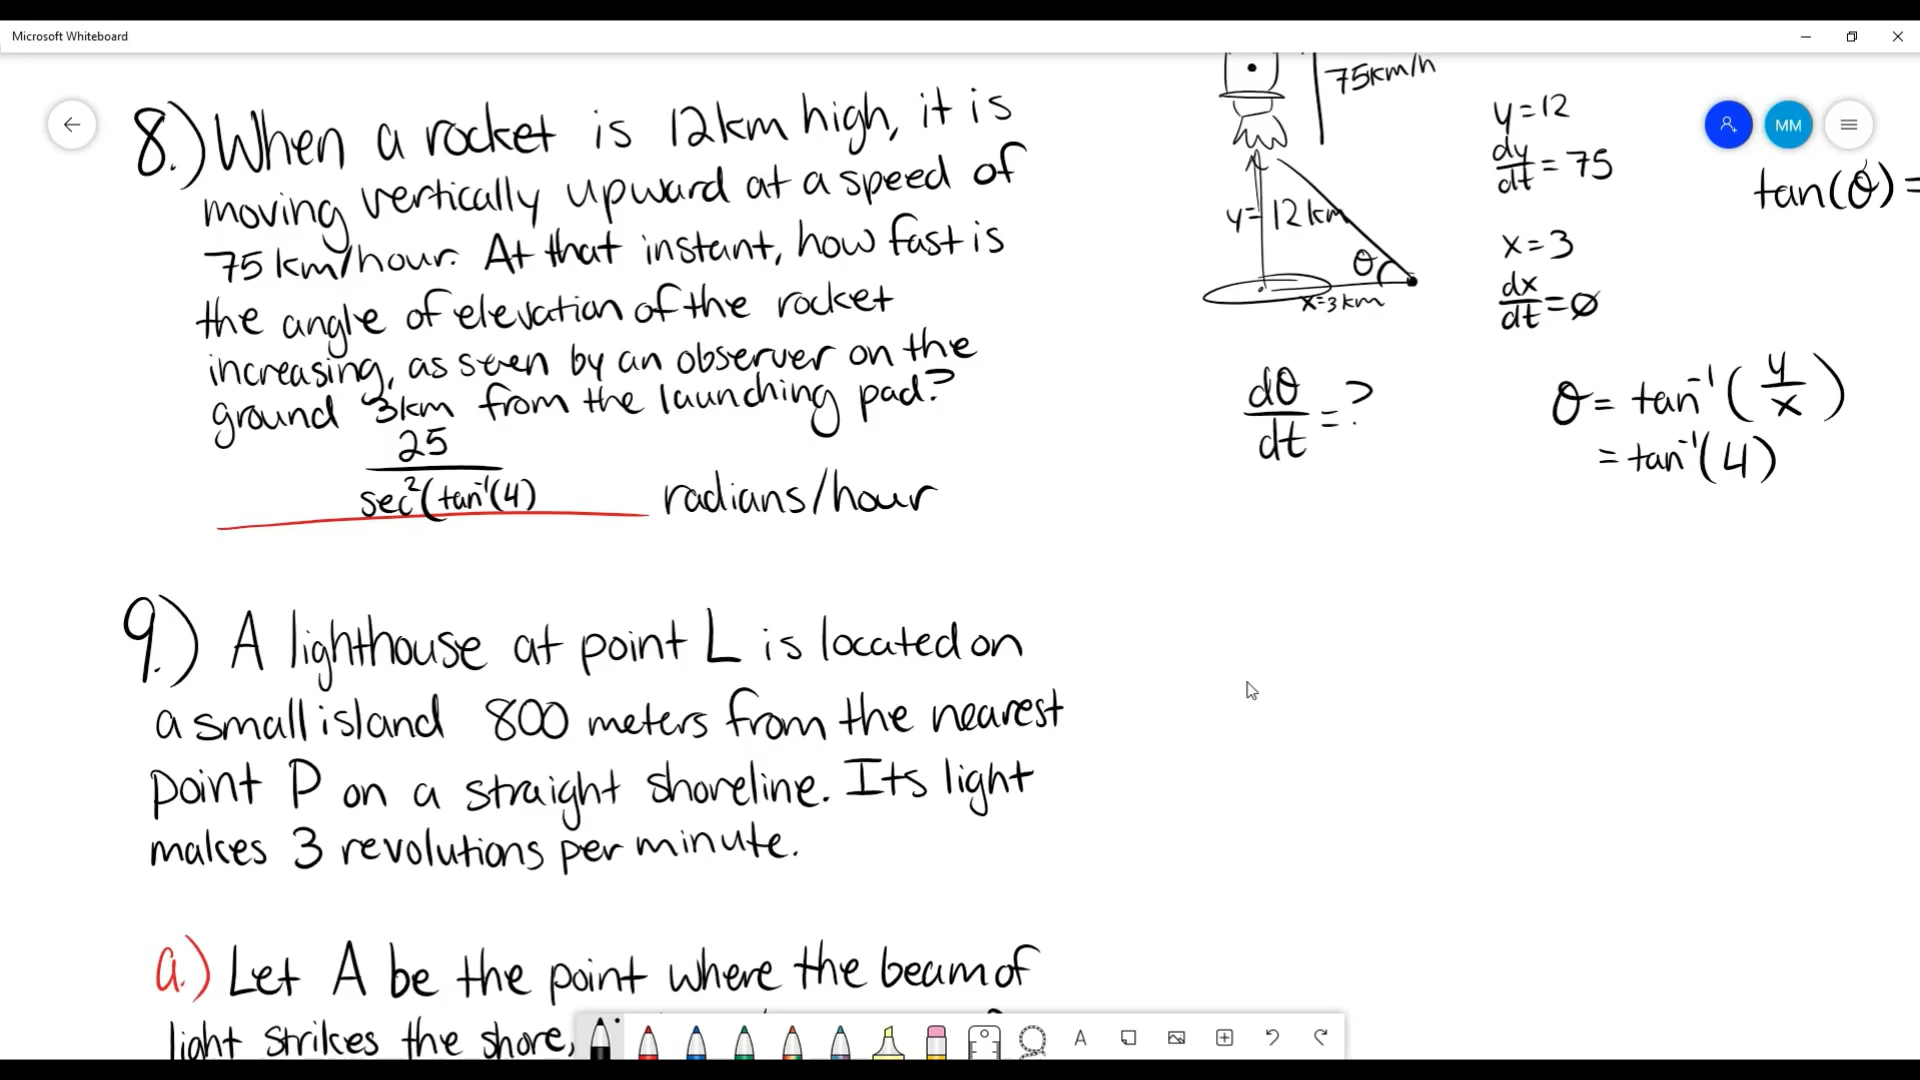 Microsoft Whiteboard
8.) When a rocket is 12km high, it is
moving vertically upward at a speed of
75 km/hour. At that instant, how fast is
the angle of elevation of the rocket
increasing, as seen by an observer on the
ground 3km from the launching pad?
25
sec²(tan⁻¹(4)
radians/hour
75km/h
y=12km
θ
x=3km
y=12
dy/dt=75
x=3
dx/dt=∅
MM
tan(θ)=
dθ/dt=?
θ= tan⁻¹(y/x)
= tan⁻¹(4)
9.) A lighthouse at point L is located on
a small island 800 meters from the nearest
point P on a straight shoreline. Its light
makes 3 revolutions per minute.
a.) Let A be the point where the beam of
light strikes the shore,
A